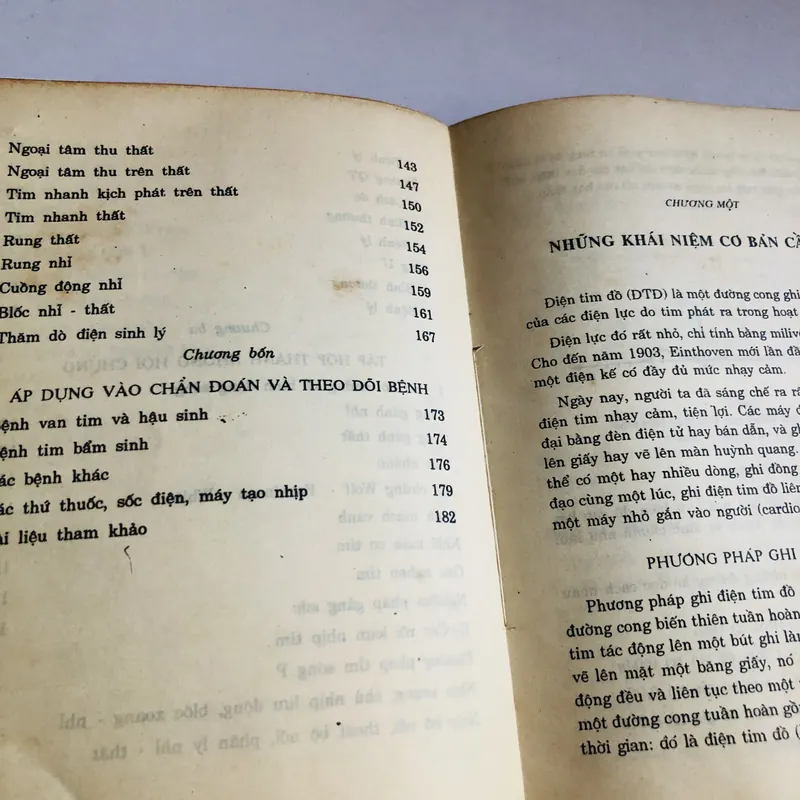 Ngoại tâm thu thất 143
Ngoại tâm thu trên thất 147
Tim nhanh kịch phát trên thất 150
Tim nhanh thất 152
Rung thất 154
Rung nhĩ 156
Cuồng động nhĩ 159
Blốc nhĩ - thất 161
Thăm dò điện sinh lý 167
Chương bốn
ÁP DỤNG VÀO CHẨN ĐOÁN VÀ THEO DÕI BỆNH
ệnh van tim và hậu sinh 173
ệnh tim bẩm sinh 174
ác bệnh khác 176
ác thứ thuốc, sốc điện, máy tạo nhịp 179
i liệu tham khảo 182
CHƯƠNG MỘT
NHỮNG KHÁI NIỆM CƠ BẢN CẦ
Điện tim đồ (ĐTĐ) là một đường cong ghi
của các điện lực do tim phát ra trong hoạt
Điện lực đó rất nhỏ, chỉ tính bằng miliv
Cho đến năm 1903, Einthoven mới lần đầ
một điện kế có đầy đủ mức nhạy cảm.
Ngày nay, người ta đã sáng chế ra rấ
điện tim nhạy cảm, tiện lợi. Các máy đ
đại bằng đèn điện tử hay bán dẫn, và gh
lên giấy hay vẽ lên màn huỳnh quang.
thể có một hay nhiều dòng, ghi đồng
đạo cùng một lúc, ghi điện tim đồ liên
một máy nhỏ gắn vào người (cardio
PHƯƠNG PHÁP GHI
Phương pháp ghi điện tim đồ
đường cong biến thiên tuần hoàn
tim tác động lên một bút ghi làm
vẽ lên mặt một băng giấy, nó
động đều và liên tục theo một
một đường cong tuần hoàn gồ
thời gian: đó là điện tim đồ (